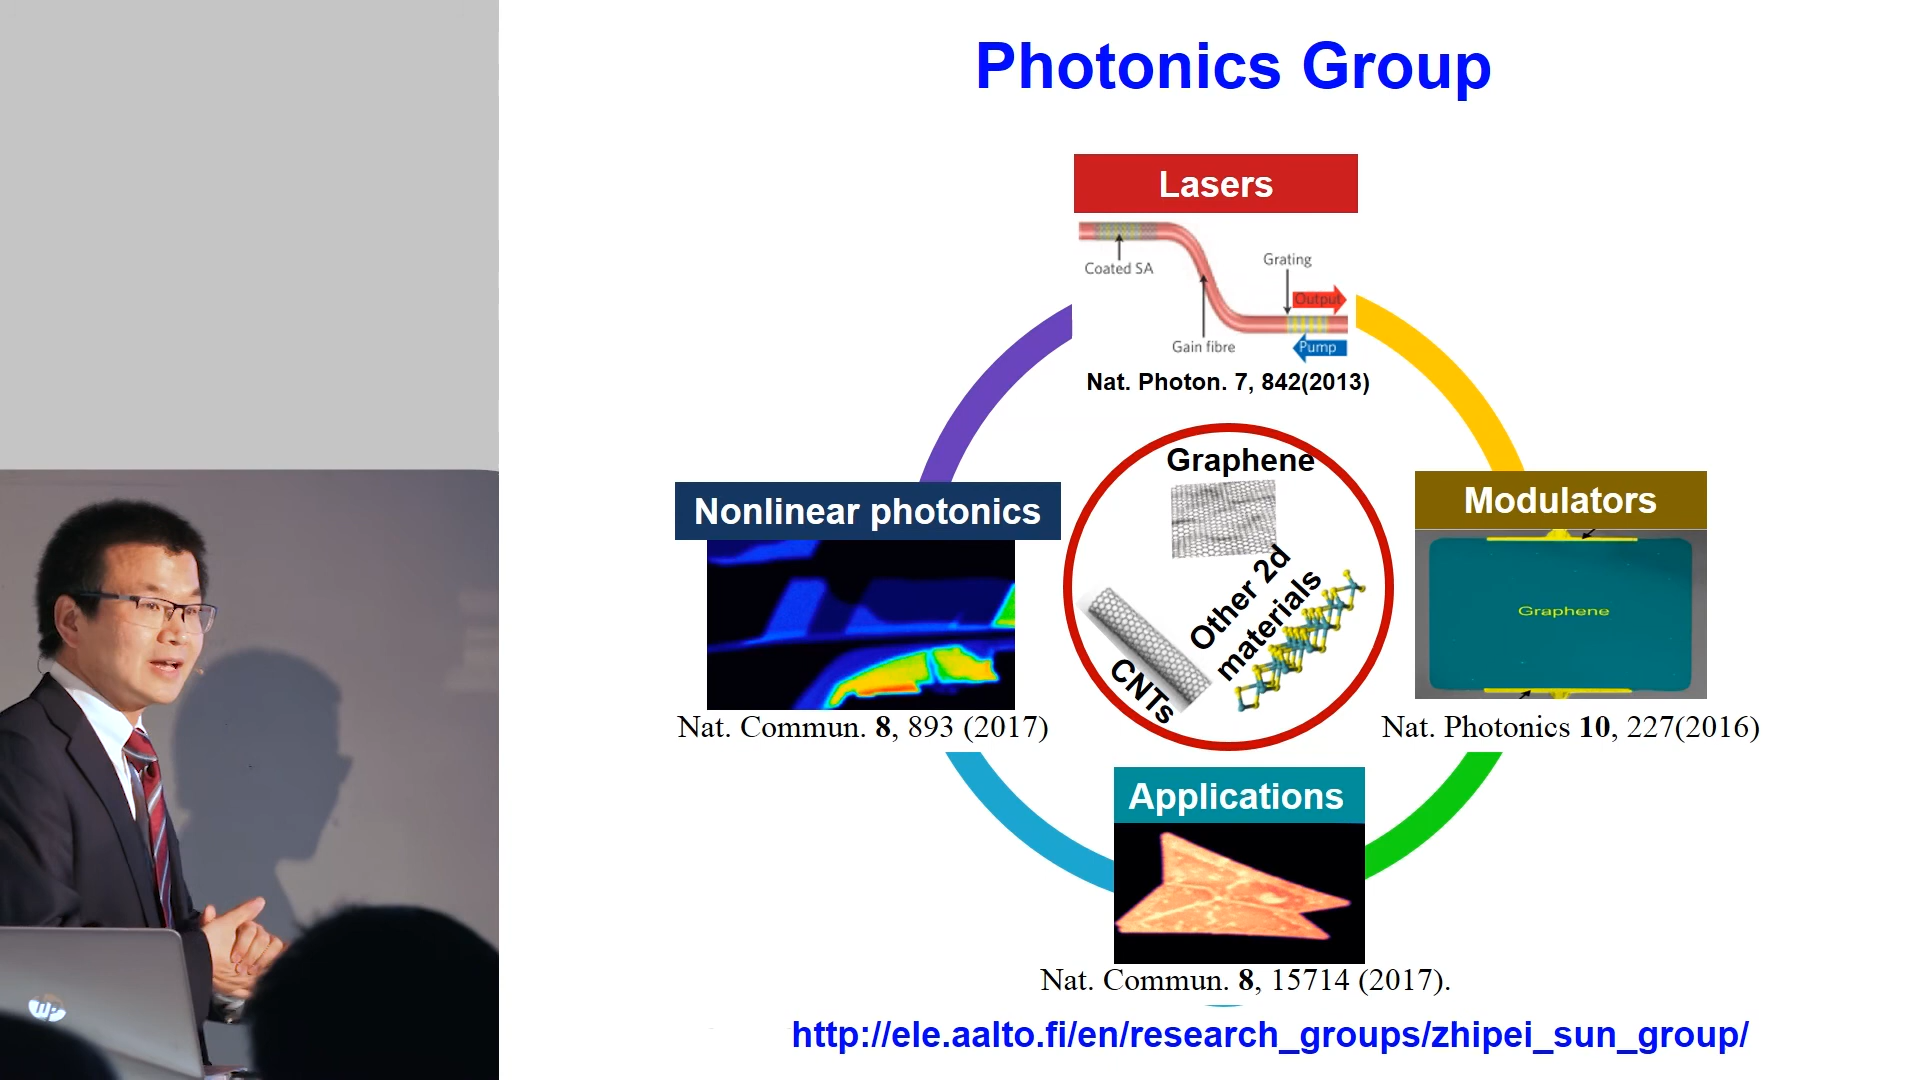 Photonics Group
Lasers
Coated SA
Grating
Output
Gain fibre
Pump
Nat. Photon. 7, 842(2013)
Nonlinear photonics
Nat. Commun. 8, 893 (2017)
Graphene
Other 2d
materials
CNTs
Modulators
Graphene
Nat. Photonics 10, 227(2016)
Applications
Nat. Commun. 8, 15714 (2017).
http://ele.aalto.fi/en/research_groups/zhipei_sun_group/
hp